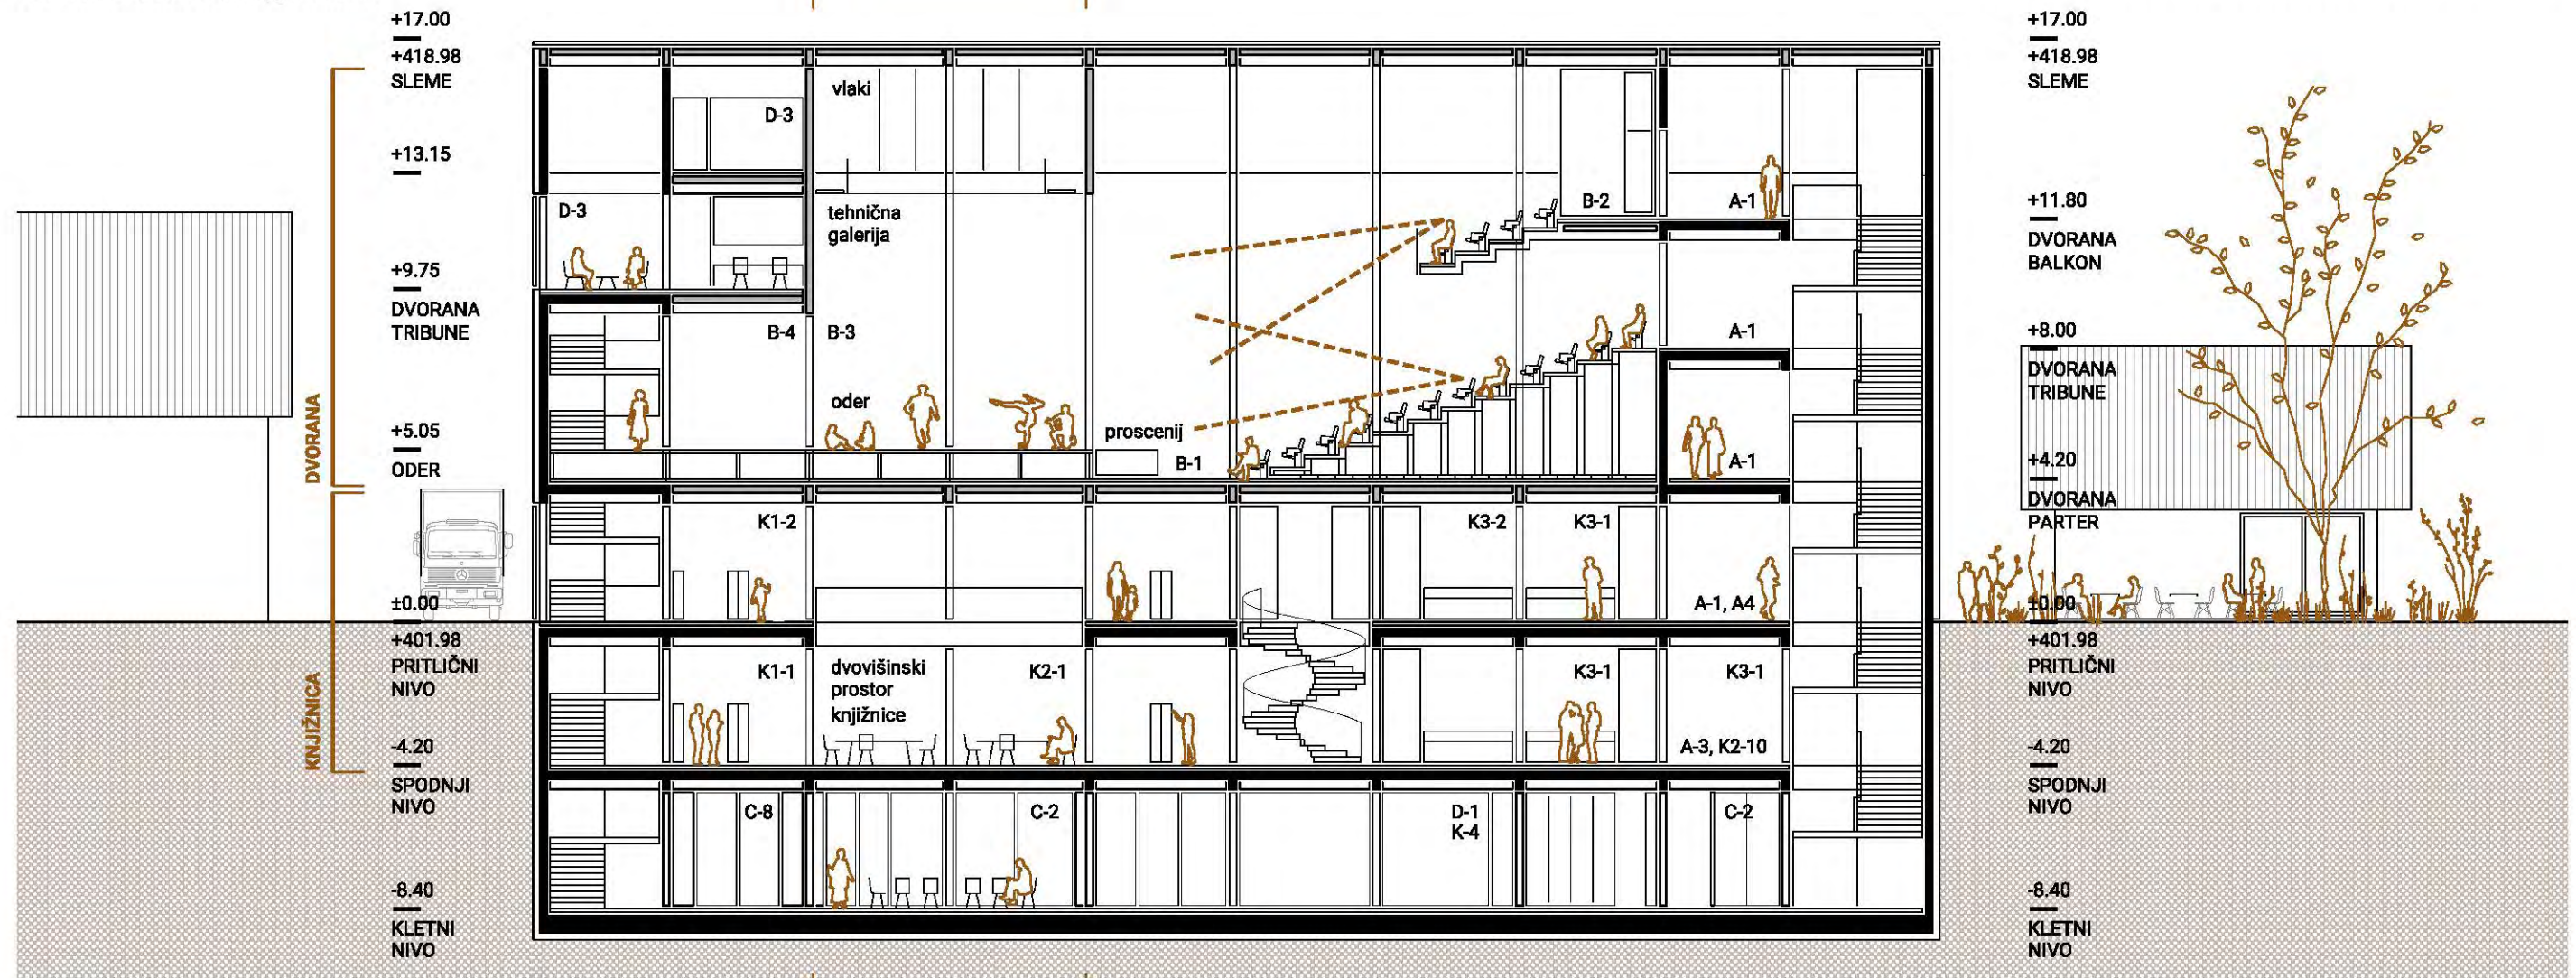 +17.00
+418.98
SLEME
+13.15
+9.75
DVORANA
TRIBUNE
+5.05
ODER
±0.00
+401.98
PRITLIČNI
NIVO
-4.20
SPODNJI
NIVO
-8.40
KLETNI
NIVO
DVORANA
KNJIŽNICA
vlaki
D-3
D-3
tehnična
galerija
B-2
A-1
B-4
B-3
A-1
oder
proscenij
B-1
A-1
K1-2
K3-2
K3-1
A-1, A4
K1-1
dvovišinski
prostor
knjižnice
K2-1
K3-1
K3-1
A-3, K2-10
C-8
C-2
D-1
K-4
C-2
+17.00
+418.98
SLEME
+11.80
DVORANA
BALKON
+8.00
DVORANA
TRIBUNE
+4.20
DVORANA
PARTER
±0.00
+401.98
PRITLIČNI
NIVO
-4.20
SPODNJI
NIVO
-8.40
KLETNI
NIVO